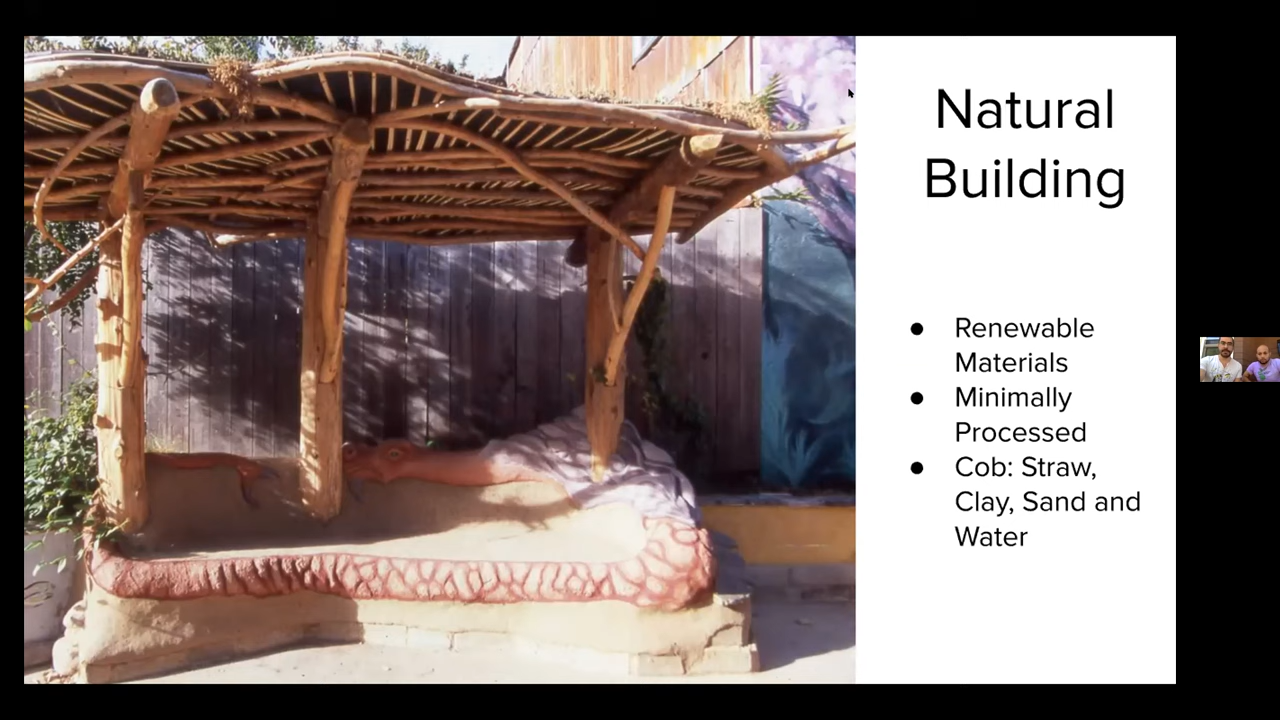 Natural
Building
● Renewable
Materials
● Minimally
Processed
● Cob: Straw,
Clay, Sand and
Water